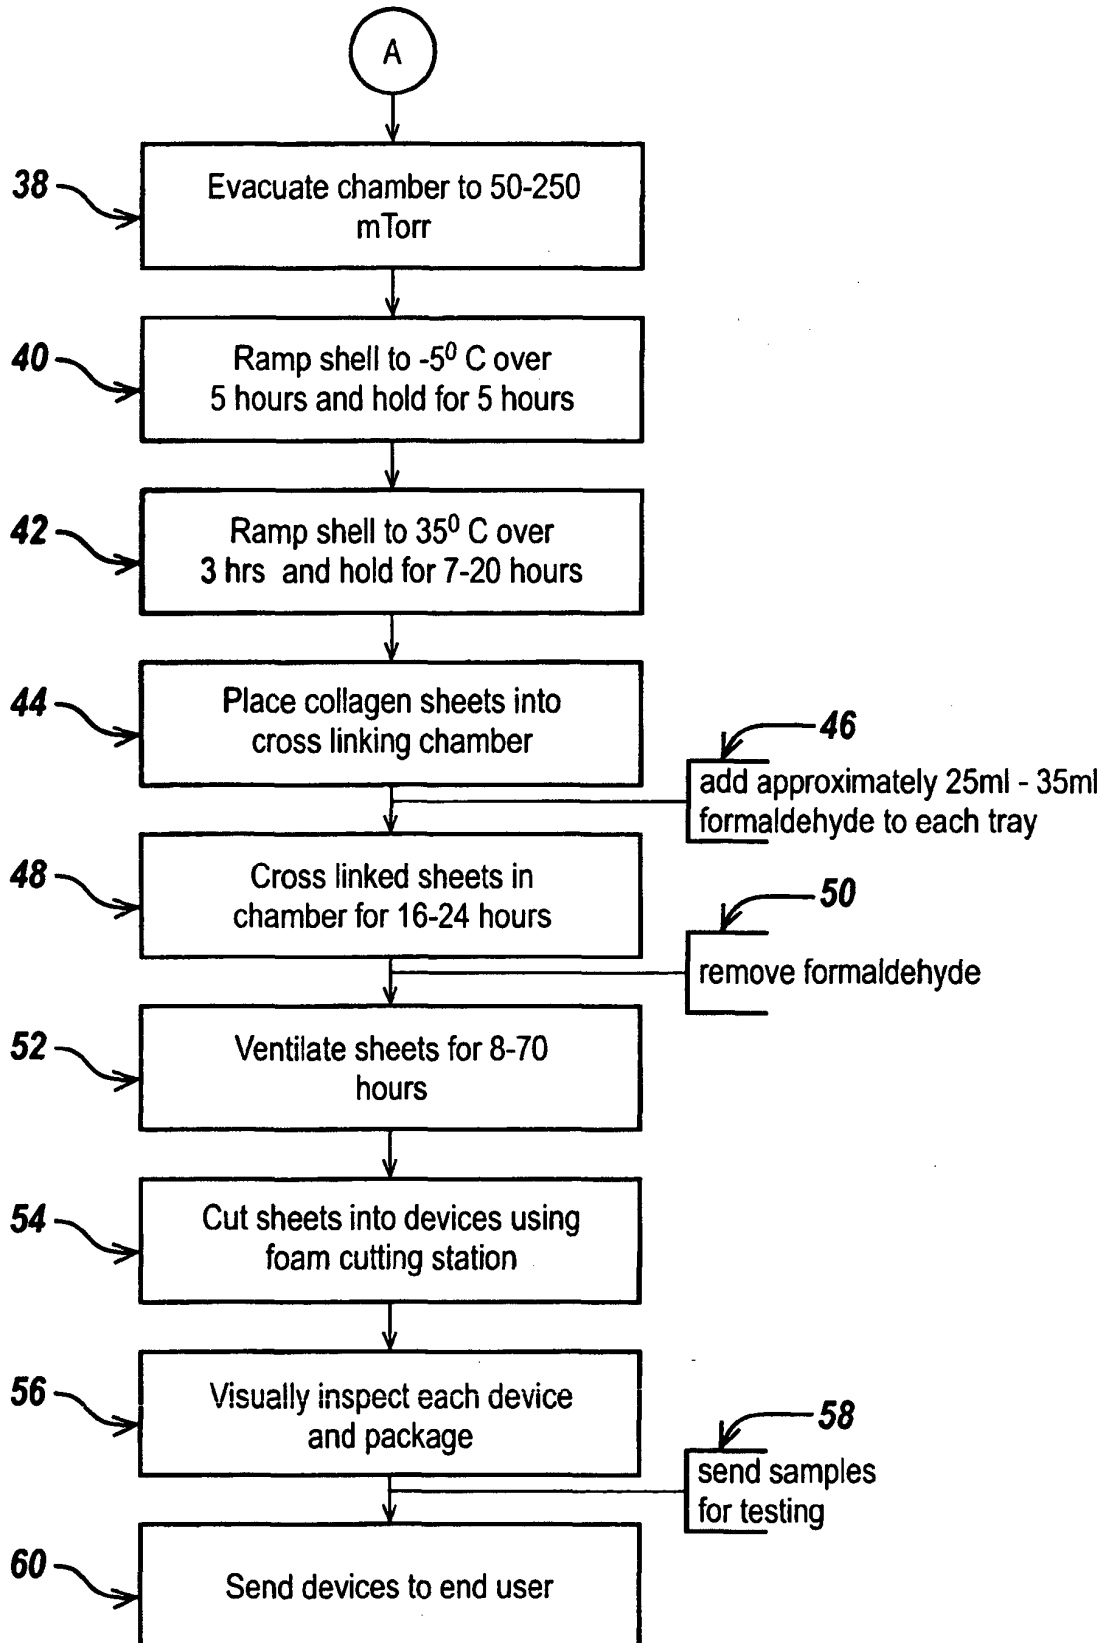 A
38
Evacuate chamber to 50-250
mTorr
40
Ramp shell to -5⁰ C over
5 hours and hold for 5 hours
42
Ramp shell to 35⁰ C over
3 hrs and hold for 7-20 hours
44
Place collagen sheets into
cross linking chamber
46
add approximately 25ml - 35ml
formaldehyde to each tray
48
Cross linked sheets in
chamber for 16-24 hours
50
remove formaldehyde
52
Ventilate sheets for 8-70
hours
54
Cut sheets into devices using
foam cutting station
56
Visually inspect each device
and package
58
send samples
for testing
60
Send devices to end user